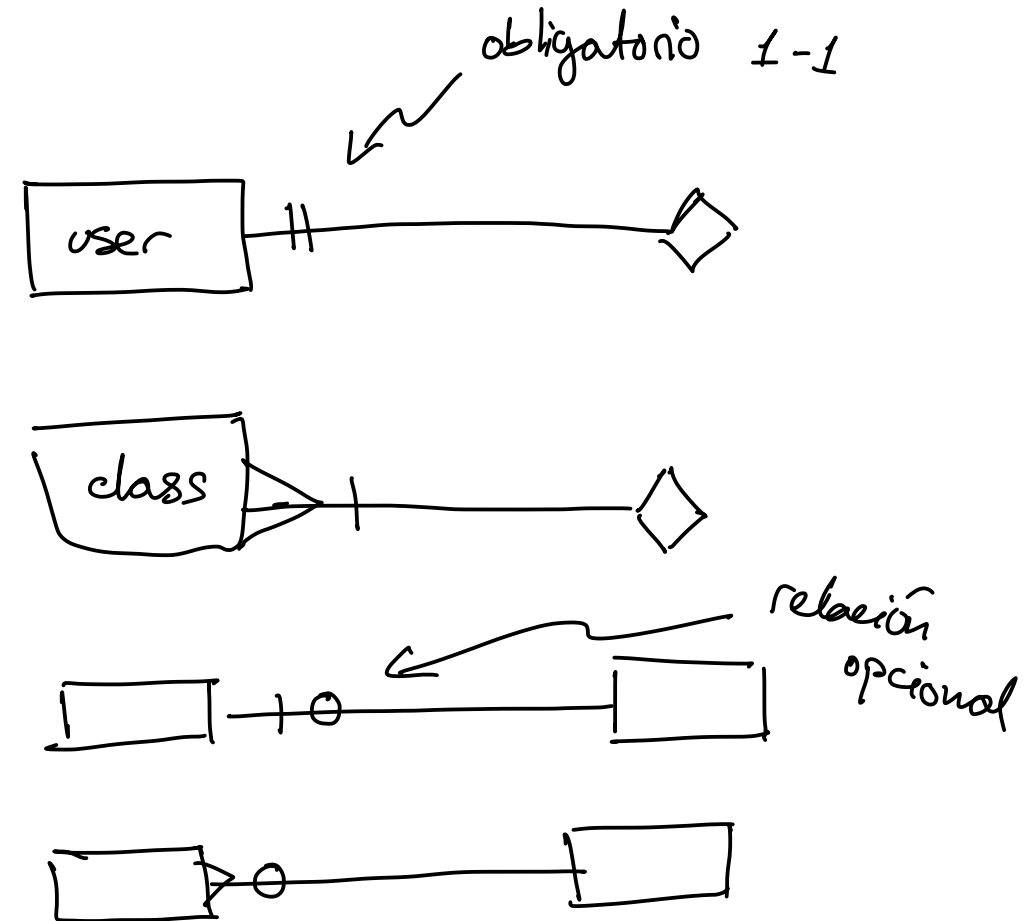 obligatorio 1-1
user
class
relación
opcional